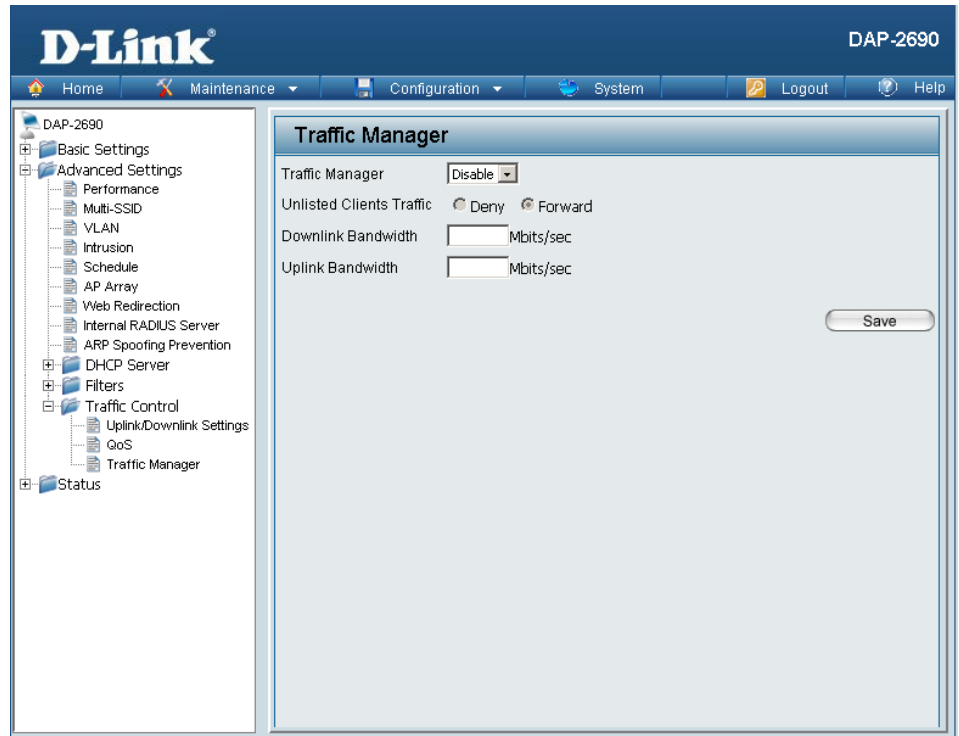 D-Link®
DAP-2690
Home
Maintenance
Configuration
System
Logout
Help
DAP-2690
Basic Settings
Advanced Settings
Performance
Multi-SSID
VLAN
Intrusion
Schedule
AP Array
Web Redirection
Internal RADIUS Server
ARP Spoofing Prevention
DHCP Server
Filters
Traffic Control
Uplink/Downlink Settings
QoS
Traffic Manager
Status
Traffic Manager
Traffic Manager Disable
Unlisted Clients Traffic Deny Forward
Downlink Bandwidth Mbits/sec
Uplink Bandwidth Mbits/sec
Save